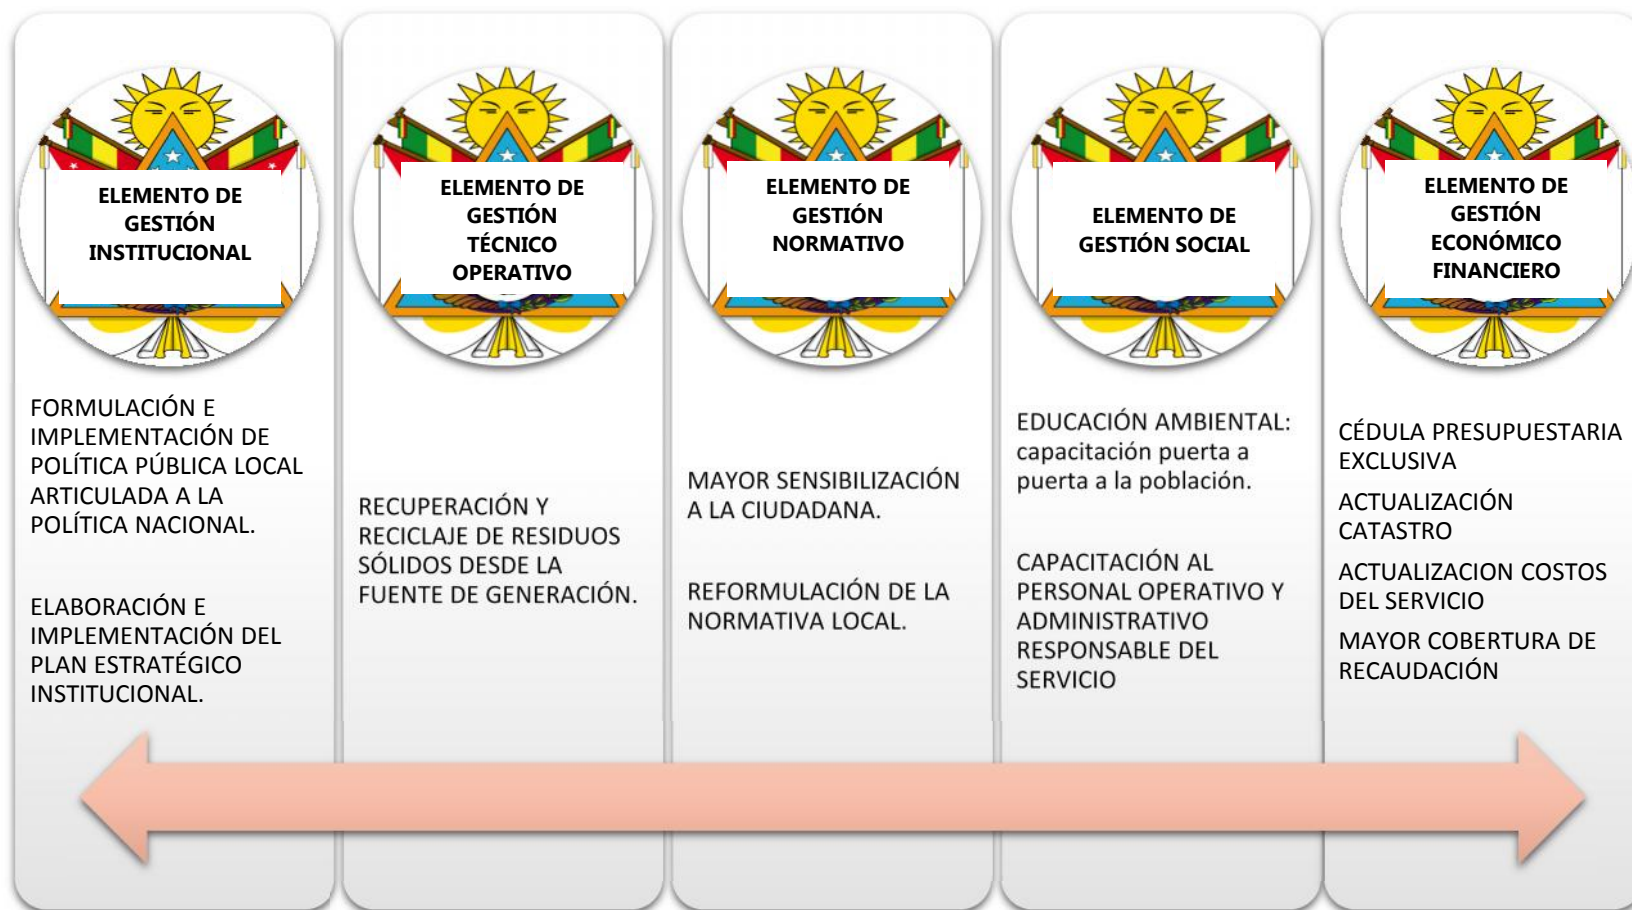 ELEMENTO DE
GESTIÓN
INSTITUCIONAL
FORMULACIÓN E
IMPLEMENTACIÓN DE
POLÍTICA PÚBLICA LOCAL
ARTICULADA A LA
POLÍTICA NACIONAL.
ELABORACIÓN E
IMPLEMENTACIÓN DEL
PLAN ESTRATÉGICO
INSTITUCIONAL.
ELEMENTO DE
GESTIÓN
TÉCNICO
OPERATIVO
RECUPERACIÓN Y
RECICLAJE DE RESIDUOS
SÓLIDOS DESDE LA
FUENTE DE GENERACIÓN.
ELEMENTO DE
GESTIÓN
NORMATIVO
MAYOR SENSIBILIZACIÓN
A LA CIUDADANA.
REFORMULACIÓN DE LA
NORMATIVA LOCAL.
ELEMENTO DE
GESTIÓN SOCIAL
EDUCACIÓN AMBIENTAL:
capacitación puerta a
puerta a la población.
CAPACITACIÓN AL
PERSONAL OPERATIVO Y
ADMINISTRATIVO
RESPONSABLE DEL
SERVICIO
ELEMENTO DE
GESTIÓN
ECONÓMICO
FINANCIERO
CÉDULA PRESUPUESTARIA
EXCLUSIVA
ACTUALIZACIÓN
CATASTRO
ACTUALIZACION COSTOS
DEL SERVICIO
MAYOR COBERTURA DE
RECAUDACIÓN